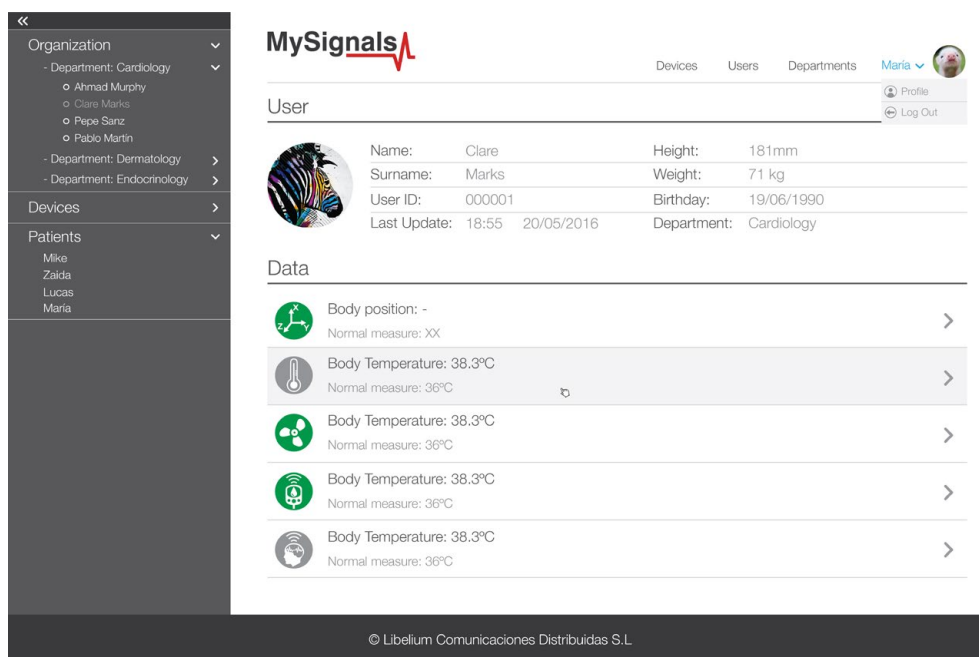 «
Organization
- Department: Cardiology
Ahmad Murphy
Clare Marks
Pepe Sanz
Pablo Martín
- Department: Dermatology
- Department: Endocrinology
Devices
Patients
Mike
Zaida
Lucas
María
MySignals
Devices Users Departments María
Profile
Log Out
User
Name: Clare Height: 181mm
Surname: Marks Weight: 71 kg
User ID: 000001 Birthday: 19/06/1990
Last Update: 18:55 20/05/2016 Department: Cardiology
Data
X
Z Y
Body position: -
Normal measure: XX
Body Temperature: 38.3ºC
Normal measure: 36ºC
Body Temperature: 38.3ºC
Normal measure: 36ºC
Body Temperature: 38.3ºC
Normal measure: 36ºC
Body Temperature: 38.3ºC
Normal measure: 36ºC
© Libelium Comunicaciones Distribuidas S.L